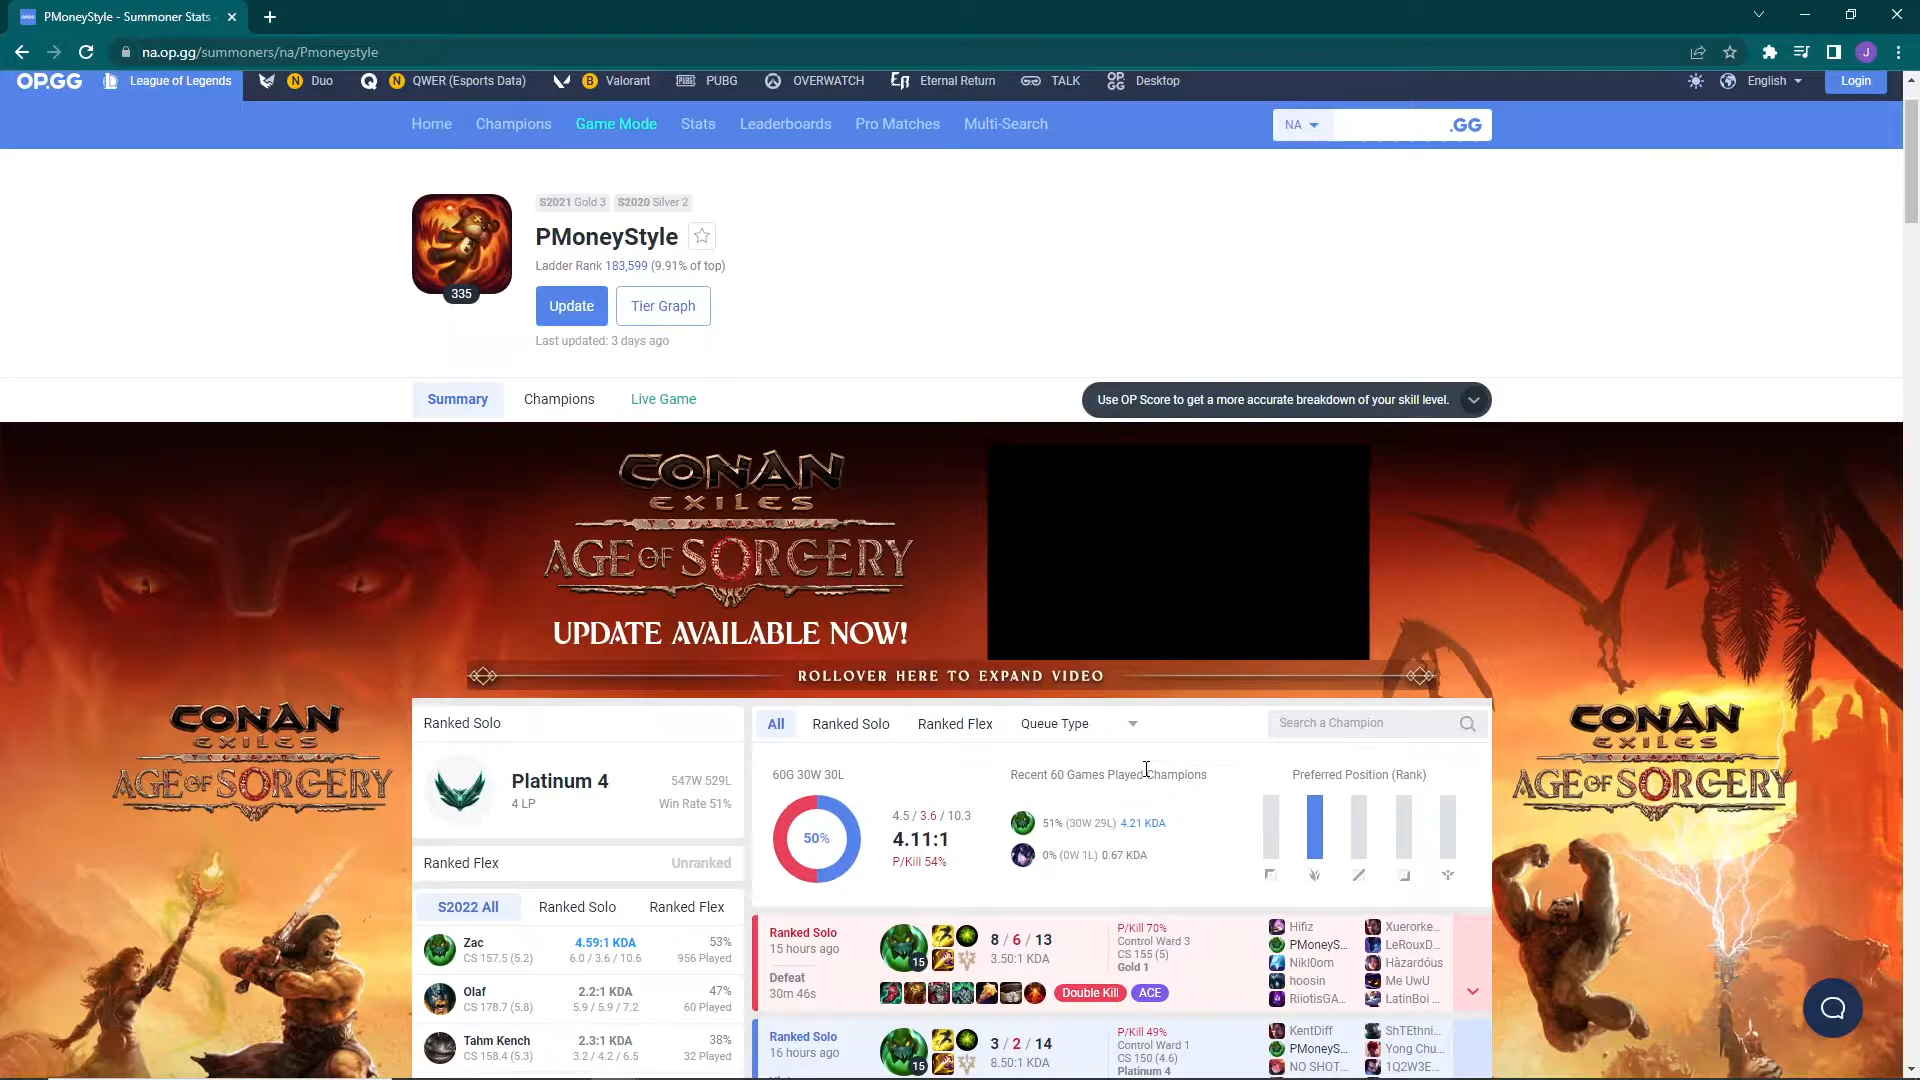 PMoneyStyle - Summoner Stats -
na.op.gg/summoners/na/Pmoneystyle
J
OP.GG League of Legends N Duo N QWER (Esports Data) B Valorant PUBG OVERWATCH Eternal Return TALK Desktop English Login
Home Champions Game Mode Stats Leaderboards Pro Matches Multi-Search NA .GG
S2021 Gold 3 S2020 Silver 2
PMoneyStyle
Ladder Rank 183,599 (9.91% of top)
335
Update Tier Graph
Last updated: 3 days ago
Summary Champions Live Game Use OP Score to get a more accurate breakdown of your skill level.
CONAN
EXILES
AGE OF SORCERY
UPDATE AVAILABLE NOW!
ROLLOVER HERE TO EXPAND VIDEO
CONAN
EXILES
AGE OF SORCERY
CONAN
EXILES
AGE OF SORCERY
Ranked Solo
Platinum 4 547W 529L
4 LP Win Rate 51%
Ranked Flex Unranked
S2022 All Ranked Solo Ranked Flex
Zac 4.59:1 KDA 53%
CS 157.5 (5.2) 6.0 / 3.6 / 10.6 956 Played
Olaf 2.2:1 KDA 47%
CS 178.7 (5.8) 5.9 / 5.9 / 7.2 60 Played
Tahm Kench 2.3:1 KDA 38%
CS 158.4 (5.3) 3.2 / 4.2 / 6.5 32 Played
All Ranked Solo Ranked Flex Queue Type Search a Champion
60G 30W 30L Recent 60 Games Played Champions Preferred Position (Rank)
50%
4.5 / 3.6 / 10.3
4.11:1
P/Kill 54%
51% (30W 29L) 4.21 KDA
0% (0W 1L) 0.67 KDA
Ranked Solo
15 hours ago
Defeat
30m 46s
15
8 / 6 / 13
3.50:1 KDA
Double Kill ACE
P/Kill 70%
Control Ward 3
CS 155 (5)
Gold 1
Hifiz Xuerorke...
PMoneyS... LeRouxD...
Nikl0om Hàzardóus
hoosin Me UwU
RiiotisGA... LatinBoi ...
Ranked Solo
16 hours ago
15
3 / 2 / 14
8.50:1 KDA
P/Kill 49%
Control Ward 1
CS 150 (4.6)
Platinum 4
KentDiff ShTEthni...
PMoneyS... Yong Chu...
NO SHOT... 1Q2W3E...